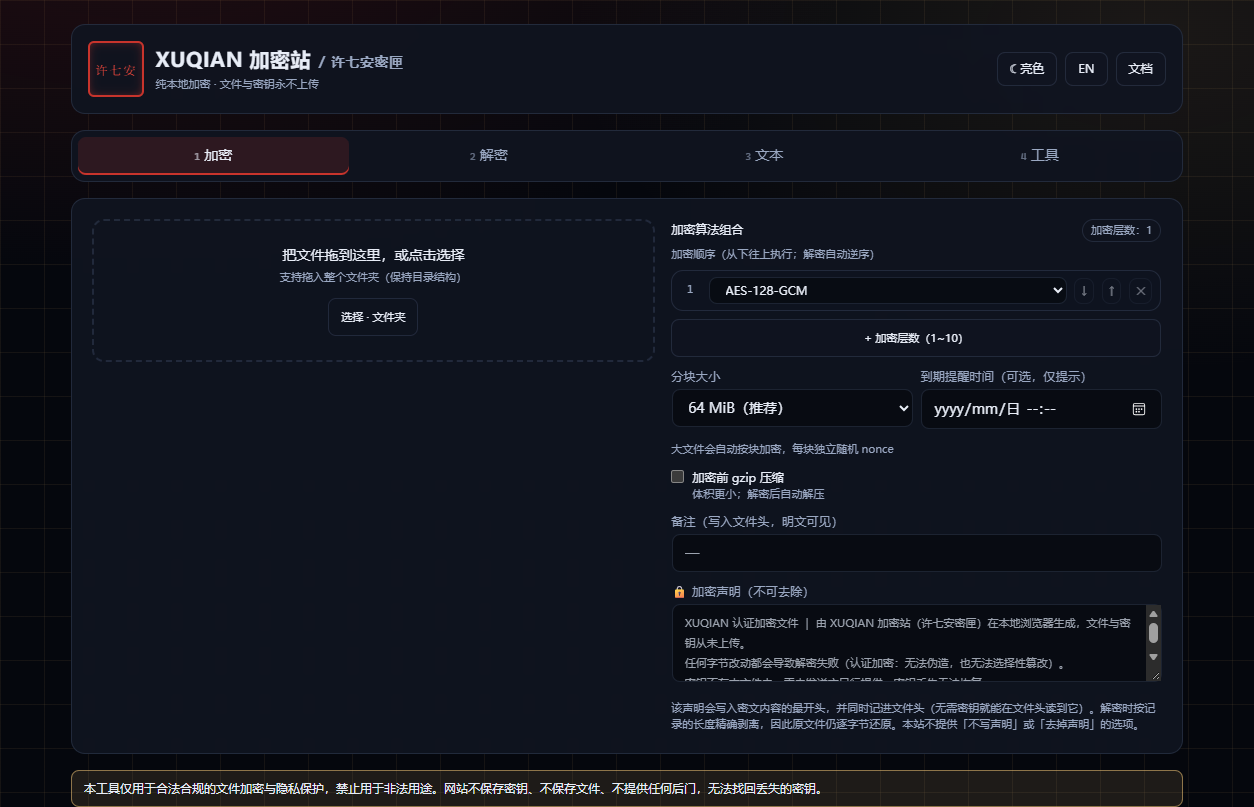 许七安
XUQIAN 加密站 / 许七安密匣
纯本地加密 · 文件与密钥永不上传
☾ 亮色
EN
文档
1 加密
2 解密
3 文本
4 工具
把文件拖到这里，或点击选择
支持拖入整个文件夹（保持目录结构）
选择 · 文件夹
加密算法组合
加密层数：1
加密顺序（从下往上执行；解密自动逆序）
1
AES-128-GCM
↓
↑
✕
+ 加密层数（1~10）
分块大小
到期提醒时间（可选，仅提示）
64 MiB（推荐）
yyyy/mm/日 --:--
大文件会自动按块加密，每块独立随机 nonce
加密前 gzip 压缩
体积更小；解密后自动解压
备注（写入文件头，明文可见）
—
🔒 加密声明（不可去除）
XUQIAN 认证加密文件 ｜ 由 XUQIAN 加密站（许七安密匣）在本地浏览器生成，文件与密
钥从未上传。
任何字节改动都会导致解密失败（认证加密：无法伪造，也无法选择性篡改）。
该声明会写入密文内容的最开头，并同时记进文件头（无需密钥就能在文件头读到它）。解密时按记
录的长度精确剥离，因此原文件仍逐字节还原。本站不提供「不写声明」或「去掉声明」的选项。
本工具仅用于合法合规的文件加密与隐私保护，禁止用于非法用途。网站不保存密钥、不保存文件、不提供任何后门，无法找回丢失的密钥。